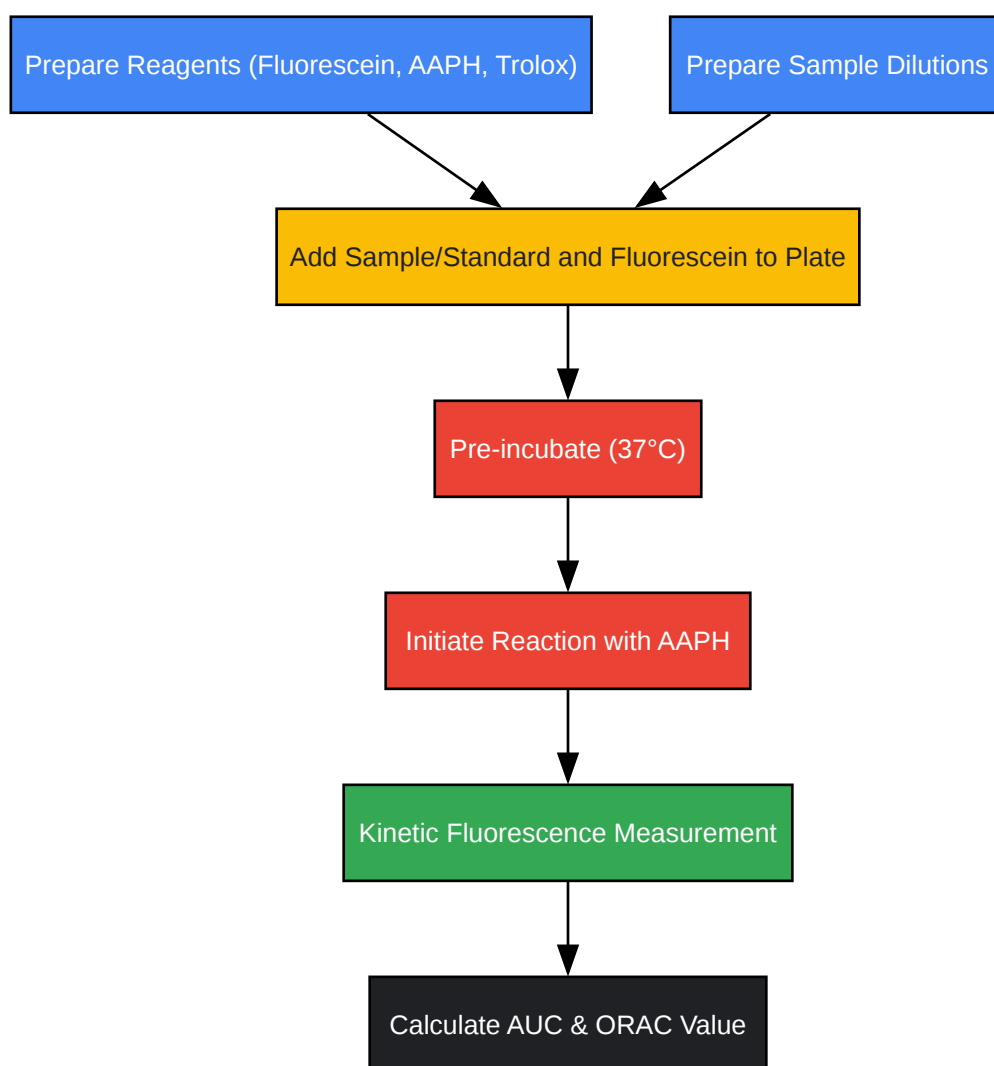 Prepare Reagents (Fluorescein, AAPH, Trolox)
Prepare Sample Dilutions
Add Sample/Standard and Fluorescein to Plate
Pre-incubate (37°C)
Initiate Reaction with AAPH
Kinetic Fluorescence Measurement
Calculate AUC & ORAC Value